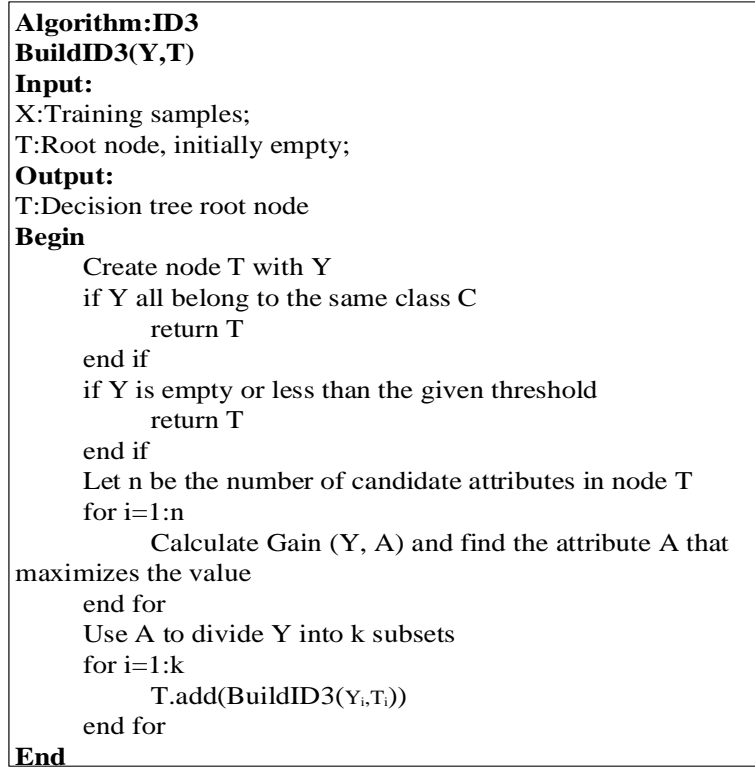 Algorithm:ID3
BuildID3(Y,T)
Input:
X:Training samples;
T:Root node, initially empty;
Output:
T:Decision tree root node
Begin
Create node T with Y
if Y all belong to the same class C
return T
end if
if Y is empty or less than the given threshold
return T
end if
Let n be the number of candidate attributes in node T
for i=1:n
Calculate Gain (Y, A) and find the attribute A that
maximizes the value
end for
Use A to divide Y into k subsets
for i=1:k
T.add(BuildID3(Yᵢ,Tᵢ))
end for
End